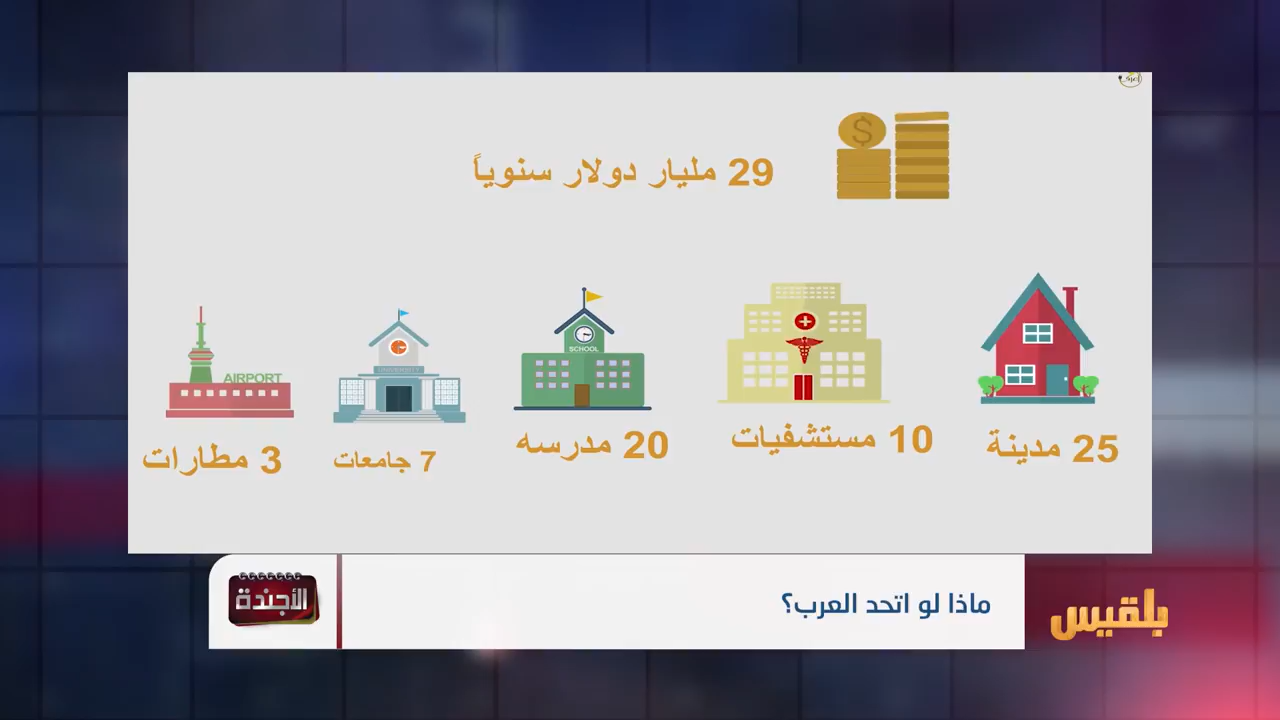 29 مليار دولار سنوياً
25 مدينة
10 مستشفيات
20 مدرسه
7 جامعات
3 مطارات
SCHOOL
AIRPORT
ماذا لو اتحد العرب؟
الأجندة
بلقيس